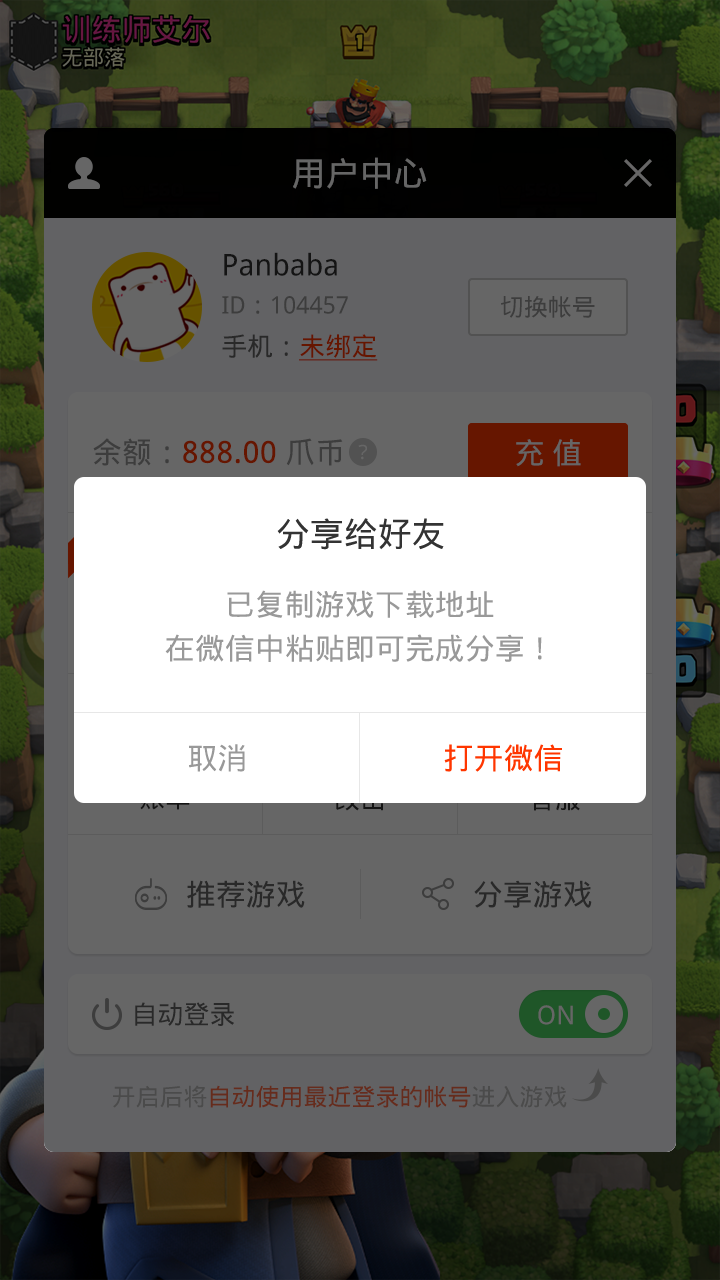 训练师艾尔
无部落
1
用户中心
Panbaba
ID：104457
切换帐号
手机：未绑定
余额：888.00 爪币 ?
充值
分享给好友
已复制游戏下载地址
在微信中粘贴即可完成分享！
取消
打开微信
推荐游戏
分享游戏
自动登录
ON
开启后将自动使用最近登录的帐号进入游戏